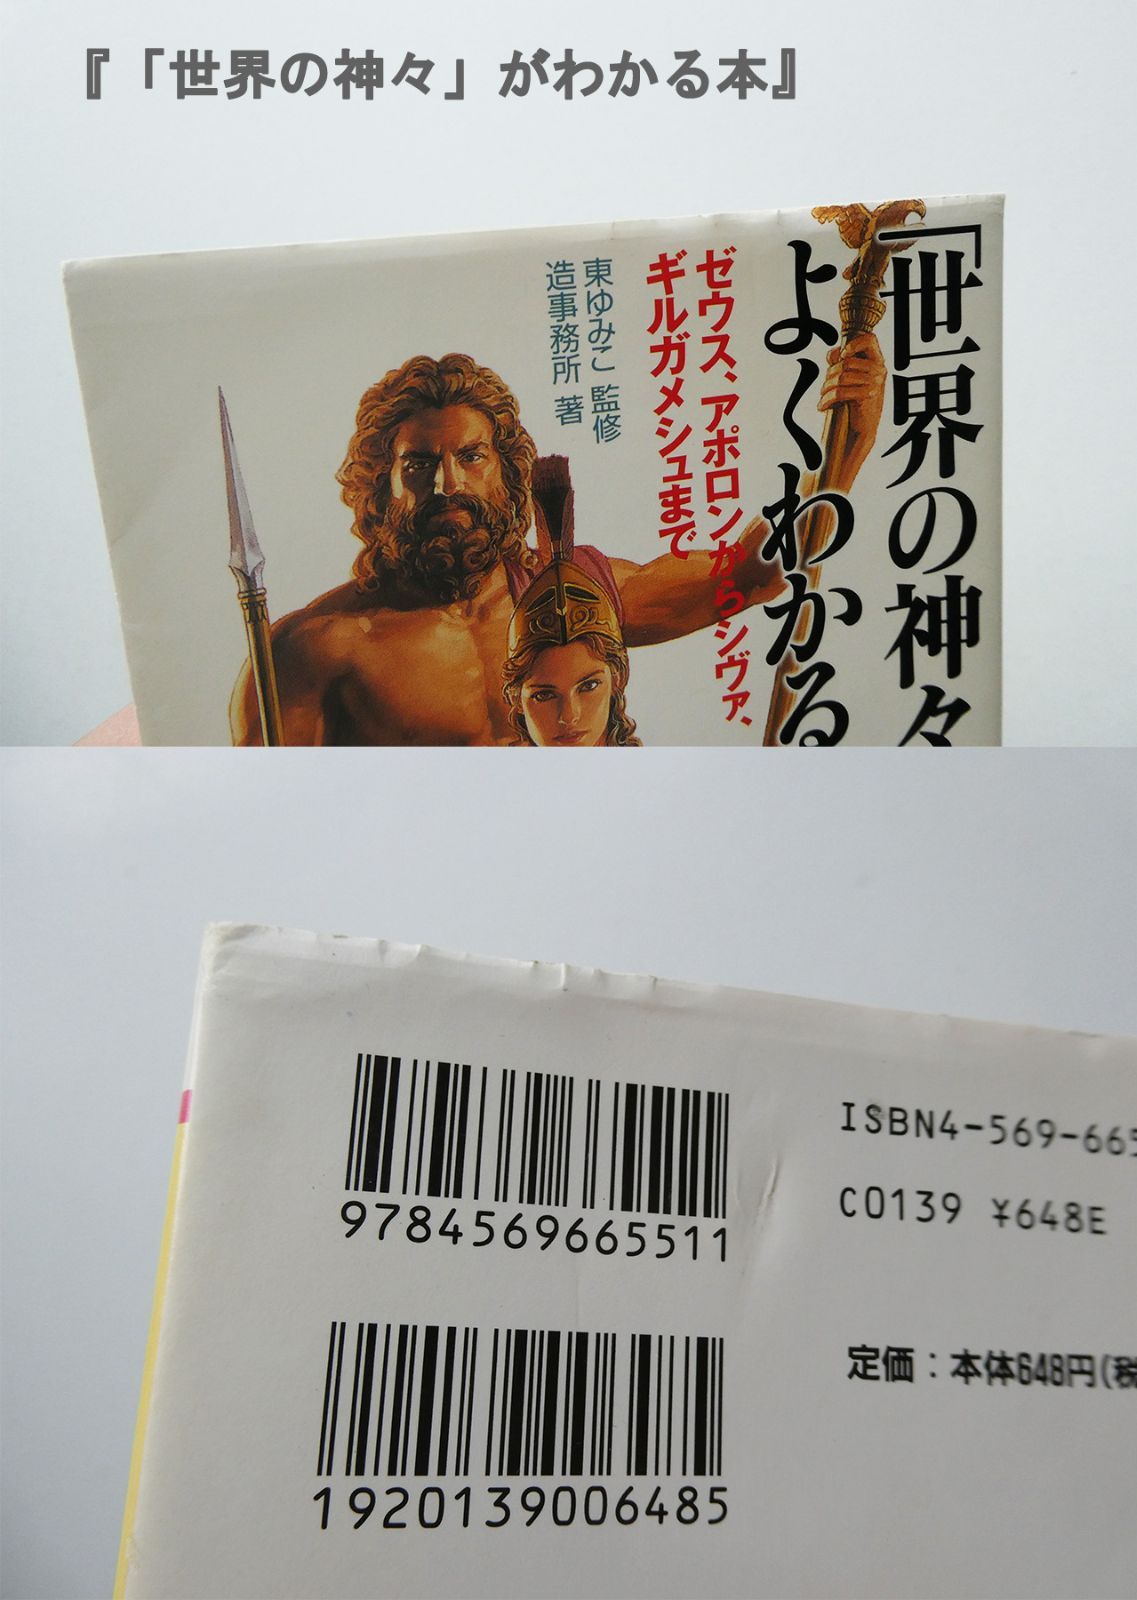 『「世界の神々」がわかる本』
「世界の神々
よくわかる
ゼウス、アポロンからシヴァ、
ギルガメシュまで
東ゆみこ 監修
造事務所 著
9784569665511
ISBN4-569-665
C0139 ¥648E
1920139006485
定価：本体648円(税